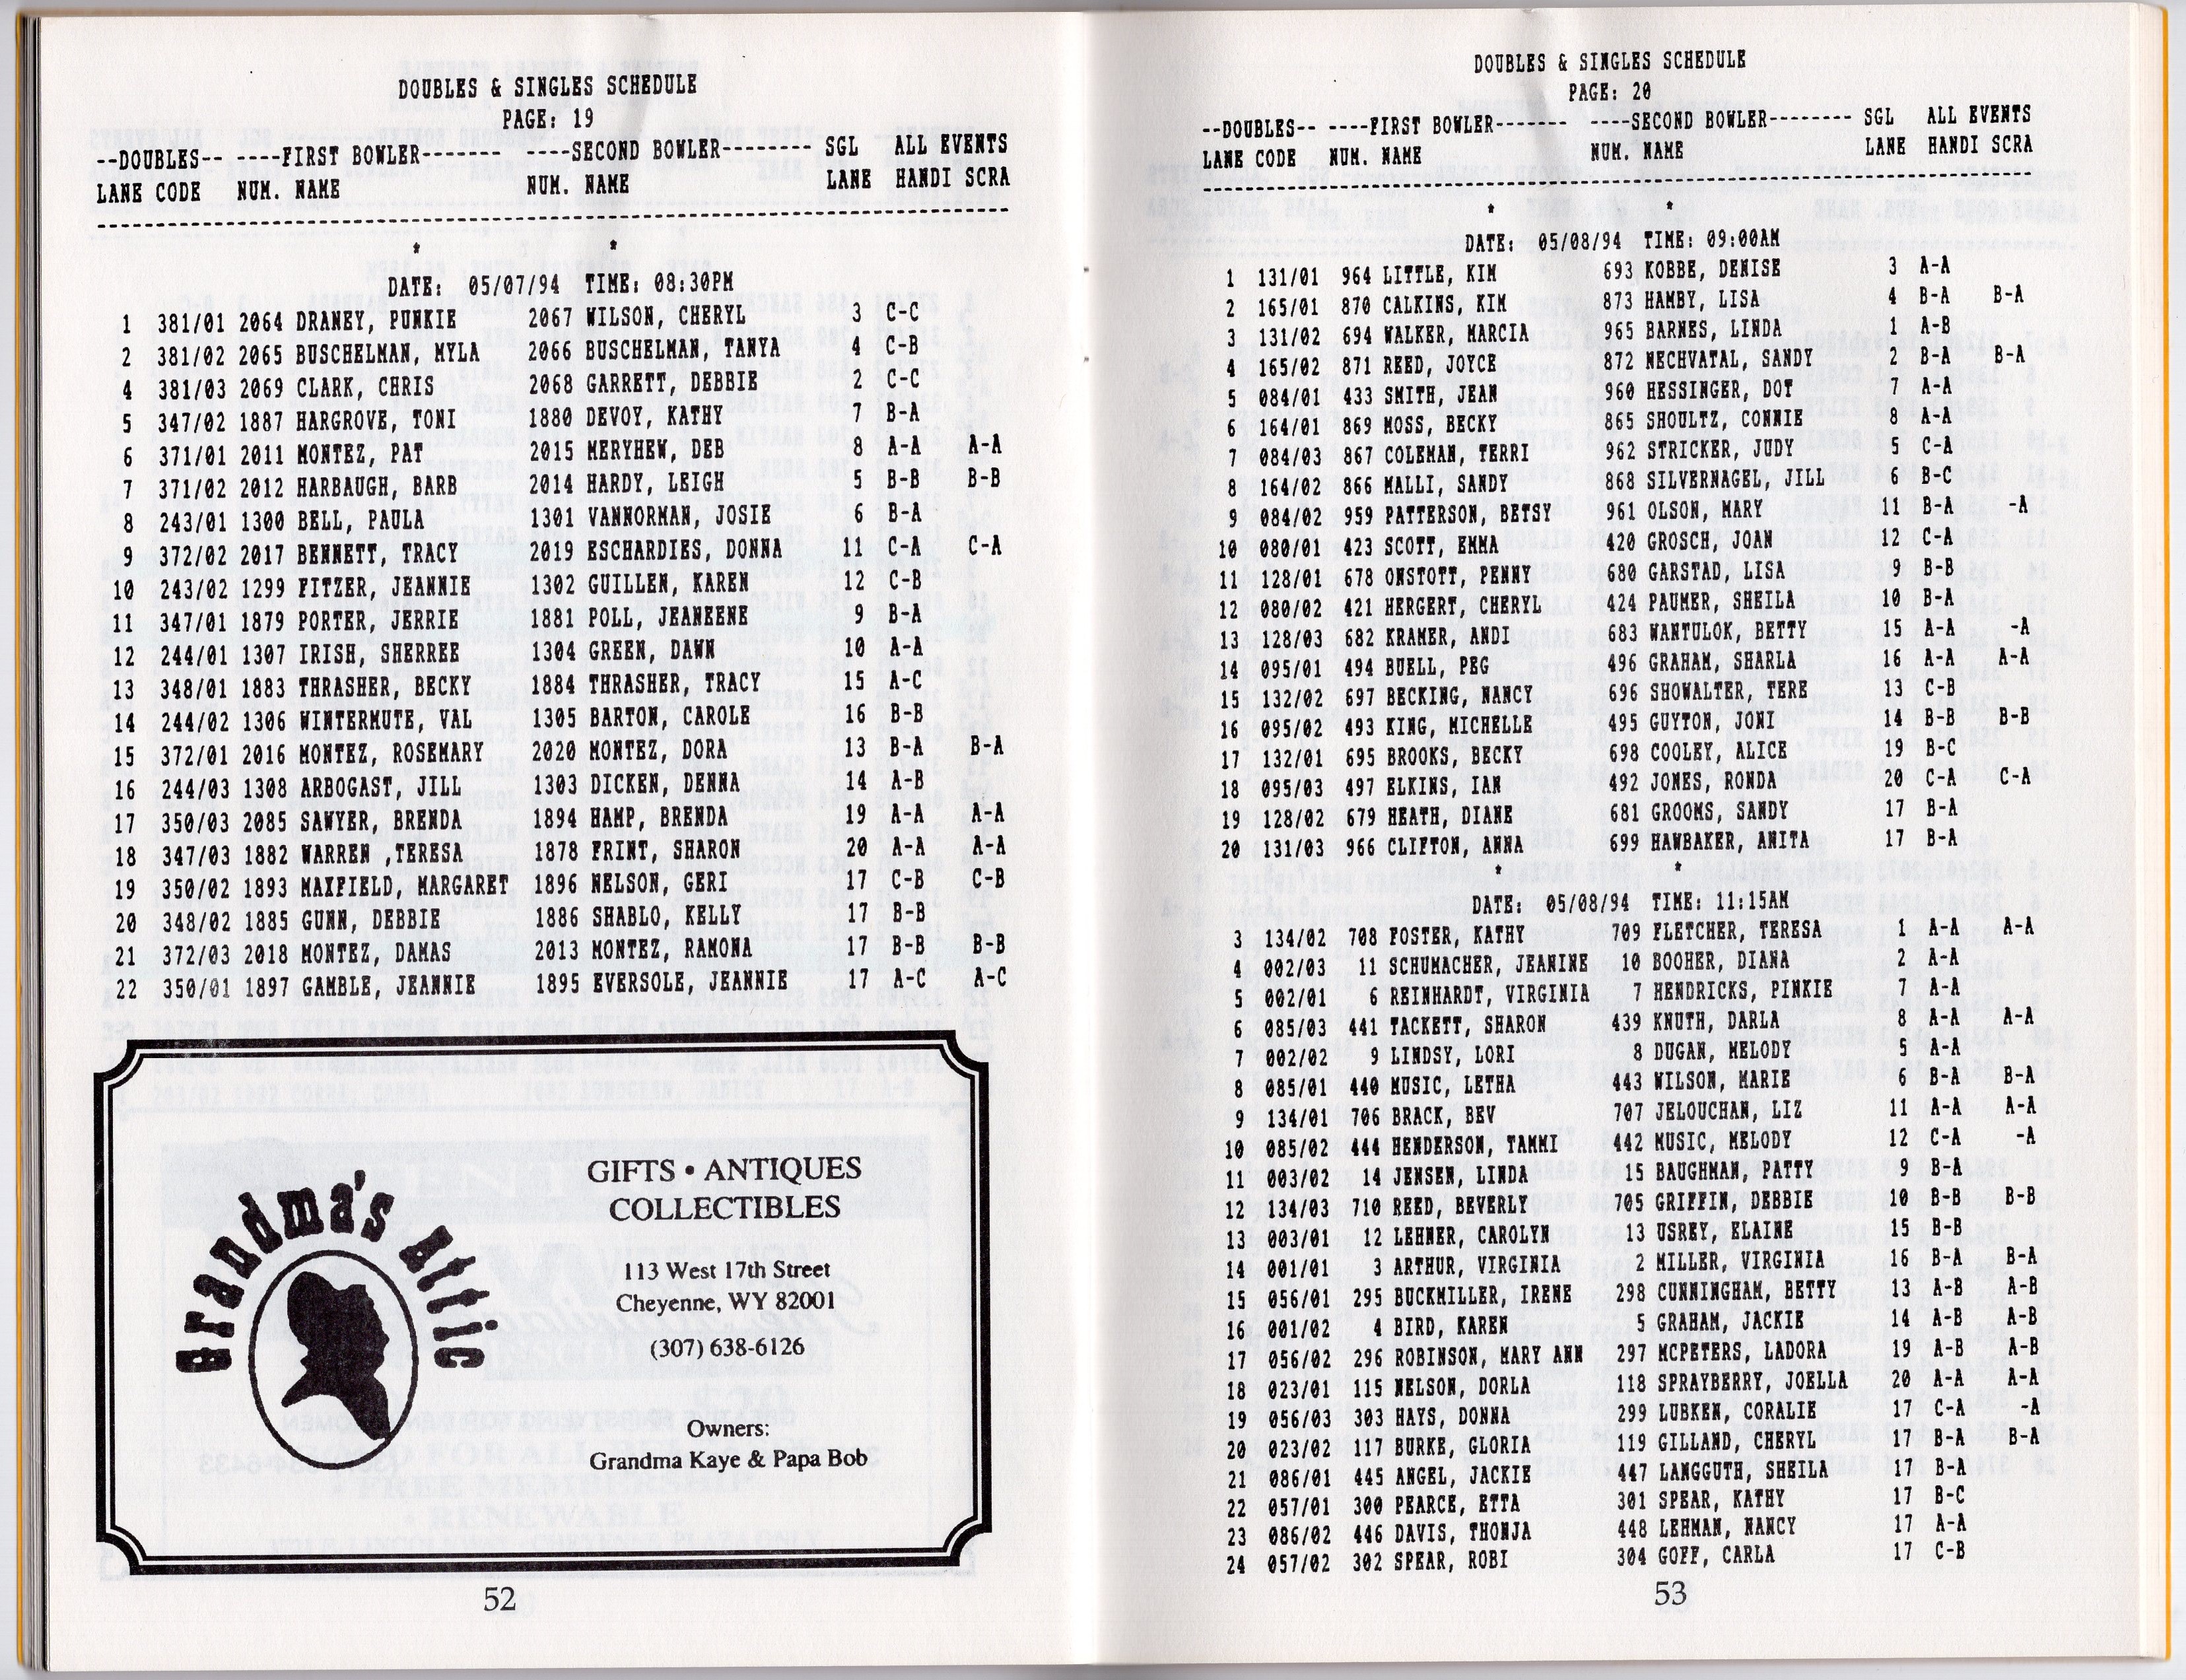 DOUBLES & SINGLES SCHEDULE
PAGE: 19
--DOUBLES-- ----FIRST BOWLER------- ----SECOND BOWLER-------- SGL ALL EVENTS
LANE CODE NUM. NAME NUM. NAME LANE HANDI SCRA
* *
DATE: 05/07/94 TIME: 08:30PM
1 381/01 2064 DRANEY, PUNKIE 2067 WILSON, CHERYL 3 C-C
2 381/02 2065 BUSCHELMAN, MYLA 2066 BUSCHELMAN, TANYA 4 C-B
4 381/03 2069 CLARK, CHRIS 2068 GARRETT, DEBBIE 2 C-C
5 347/02 1887 HARGROVE, TONI 1880 DEVOY, KATHY 7 B-A
6 371/01 2011 MONTEZ, PAT 2015 MERYHEW, DEB 8 A-A A-A
7 371/02 2012 HARBAUGH, BARB 2014 HARDY, LEIGH 5 B-B B-B
8 243/01 1300 BELL, PAULA 1301 VANNORMAN, JOSIE 6 B-A
9 372/02 2017 BENNETT, TRACY 2019 ESCHARDIES, DONNA 11 C-A C-A
10 243/02 1299 FITZER, JEANNIE 1302 GUILLEN, KAREN 12 C-B
11 347/01 1879 PORTER, JERRIE 1881 POLL, JEANEENE 9 B-A
12 244/01 1307 IRISH, SHERREE 1304 GREEN, DAWN 10 A-A
13 348/01 1883 THRASHER, BECKY 1884 THRASHER, TRACY 15 A-C
14 244/02 1306 WINTERMUTE, VAL 1305 BARTON, CAROLE 16 B-B
15 372/01 2016 MONTEZ, ROSEMARY 2020 MONTEZ, DORA 13 B-A B-A
16 244/03 1308 ARBOGAST, JILL 1303 DICKEN, DENNA 14 A-B
17 350/03 2085 SAWYER, BRENDA 1894 HAMP, BRENDA 19 A-A A-A
18 347/03 1882 WARREN ,TERESA 1878 FRINT, SHARON 20 A-A A-A
19 350/02 1893 MAXFIELD, MARGARET 1896 NELSON, GERI 17 C-B C-B
20 348/02 1885 GUNN, DEBBIE 1886 SHABLO, KELLY 17 B-B
21 372/03 2018 MONTEZ, DAMAS 2013 MONTEZ, RAMONA 17 B-B B-B
22 350/01 1897 GAMBLE, JEANNIE 1895 EVERSOLE, JEANNIE 17 A-C A-C
Grandma's Attic
GIFTS • ANTIQUES
COLLECTIBLES
113 West 17th Street
Cheyenne, WY 82001
(307) 638-6126
Owners:
Grandma Kaye & Papa Bob
52
DOUBLES & SINGLES SCHEDULE
PAGE: 20
--DOUBLES-- ----FIRST BOWLER------- ----SECOND BOWLER-------- SGL ALL EVENTS
LANE CODE NUM. NAME NUM. NAME LANE HANDI SCRA
* *
DATE: 05/08/94 TIME: 09:00AM
1 131/01 964 LITTLE, KIM 693 KOBBE, DENISE 3 A-A
2 165/01 870 CALKINS, KIM 873 HAMBY, LISA 4 B-A B-A
3 131/02 694 WALKER, MARCIA 965 BARNES, LINDA 1 A-B
4 165/02 871 REED, JOYCE 872 NECHVATAL, SANDY 2 B-A B-A
5 084/01 433 SMITH, JEAN 960 HESSINGER, DOT 7 A-A
6 164/01 869 MOSS, BECKY 865 SHOULTZ, CONNIE 8 A-A
7 084/03 867 COLEMAN, TERRI 962 STRICKER, JUDY 5 C-A
8 164/02 866 MALLI, SANDY 868 SILVERNAGEL, JILL 6 B-C
9 084/02 959 PATTERSON, BETSY 961 OLSON, MARY 11 B-A -A
10 080/01 423 SCOTT, EMMA 420 GROSCH, JOAN 12 C-A
11 128/01 678 ONSTOTT, PENNY 680 GARSTAD, LISA 9 B-B
12 080/02 421 HERGERT, CHERYL 424 PAUMER, SHEILA 10 B-A
13 128/03 682 KRAMER, ANDI 683 WANTULOK, BETTY 15 A-A -A
14 095/01 494 BUELL, PEG 496 GRAHAM, SHARLA 16 A-A A-A
15 132/02 697 BECKING, NANCY 696 SHOWALTER, TERE 13 C-B
16 095/02 493 KING, MICHELLE 495 GUYTON, JONI 14 B-B B-B
17 132/01 695 BROOKS, BECKY 698 COOLEY, ALICE 19 B-C
18 095/03 497 ELKINS, IAN 492 JONES, RONDA 20 C-A C-A
19 128/02 679 HEATH, DIANE 681 GROOMS, SANDY 17 B-A
20 131/03 966 CLIFTON, ANNA 699 HAWBAKER, ANITA 17 B-A
* *
DATE: 05/08/94 TIME: 11:15AM
3 134/02 708 FOSTER, KATHY 709 FLETCHER, TERESA 1 A-A A-A
4 002/03 11 SCHUMACHER, JEANINE 10 BOOHER, DIANA 2 A-A
5 002/01 6 REINHARDT, VIRGINIA 7 HENDRICKS, PINKIE 7 A-A
6 085/03 441 TACKETT, SHARON 439 KNUTH, DARLA 8 A-A A-A
7 002/02 9 LINDSY, LORI 8 DUGAN, MELODY 5 A-A
8 085/01 440 MUSIC, LETHA 443 WILSON, MARIE 6 B-A B-A
9 134/01 706 BRACK, BEV 707 JELOUCHAN, LIZ 11 A-A A-A
10 085/02 444 HENDERSON, TAMMI 442 MUSIC, MELODY 12 C-A -A
11 003/02 14 JENSEN, LINDA 15 BAUGHMAN, PATTY 9 B-A
12 134/03 710 REED, BEVERLY 705 GRIFFIN, DEBBIE 10 B-B B-B
13 003/01 12 LEHNER, CAROLYN 13 USREY, ELAINE 15 B-B
14 001/01 3 ARTHUR, VIRGINIA 2 MILLER, VIRGINIA 16 B-A B-A
15 056/01 295 BUCKMILLER, IRENE 298 CUNNINGHAM, BETTY 13 A-B A-B
16 001/02 4 BIRD, KAREN 5 GRAHAM, JACKIE 14 A-B A-B
17 056/02 296 ROBINSON, MARY ANN 297 MCPETERS, LADORA 19 A-B A-B
18 023/01 115 NELSON, DORLA 118 SPRAYBERRY, JOELLA 20 A-A A-A
19 056/03 303 HAYS, DONNA 299 LUBKEN, CORALIE 17 C-A -A
20 023/02 117 BURKE, GLORIA 119 GILLAND, CHERYL 17 B-A B-A
21 086/01 445 ANGEL, JACKIE 447 LANGGUTH, SHEILA 17 B-A
22 057/01 300 PEARCE, ETTA 301 SPEAR, KATHY 17 B-C
23 086/02 446 DAVIS, THONJA 448 LEHMAN, NANCY 17 A-A
24 057/02 302 SPEAR, ROBI 304 GOFF, CARLA 17 C-B
53